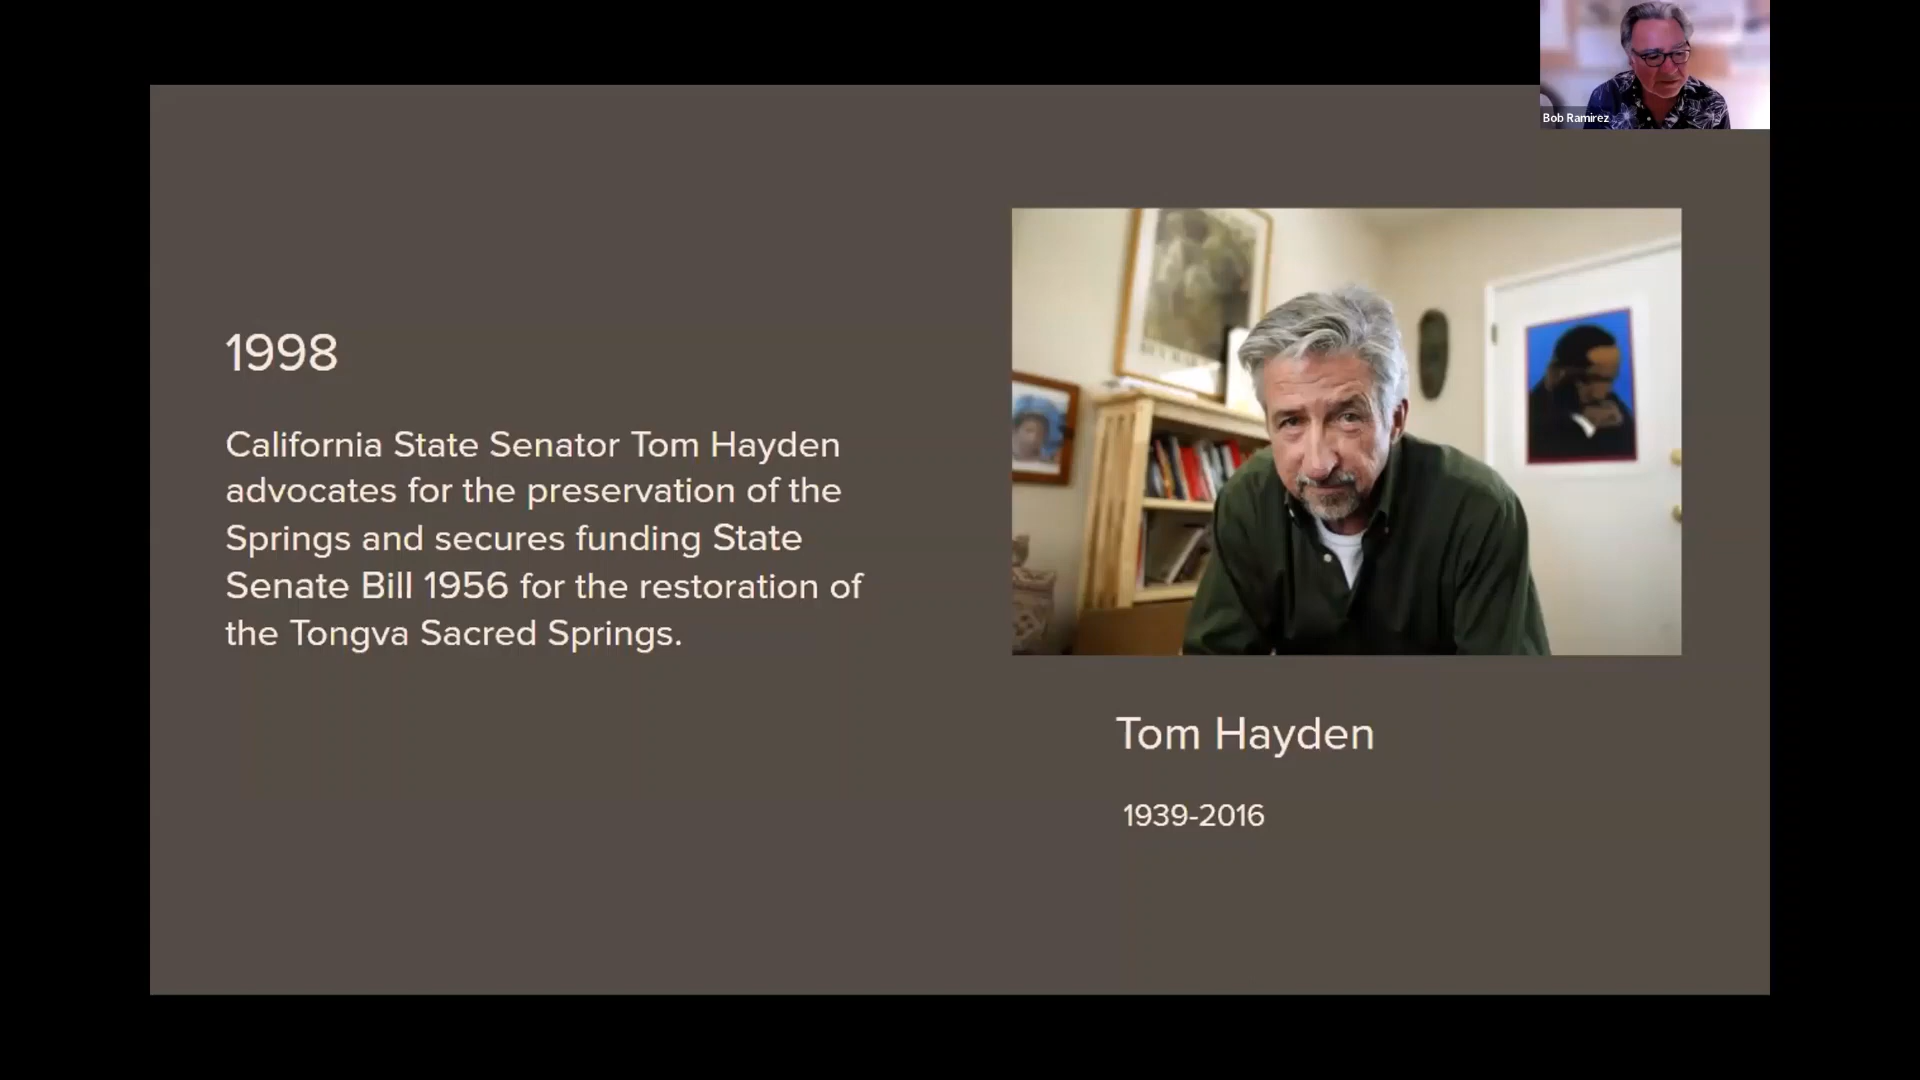 Bob Ramirez
1998
California State Senator Tom Hayden
advocates for the preservation of the
Springs and secures funding State
Senate Bill 1956 for the restoration of
the Tongva Sacred Springs.
Tom Hayden
1939-2016